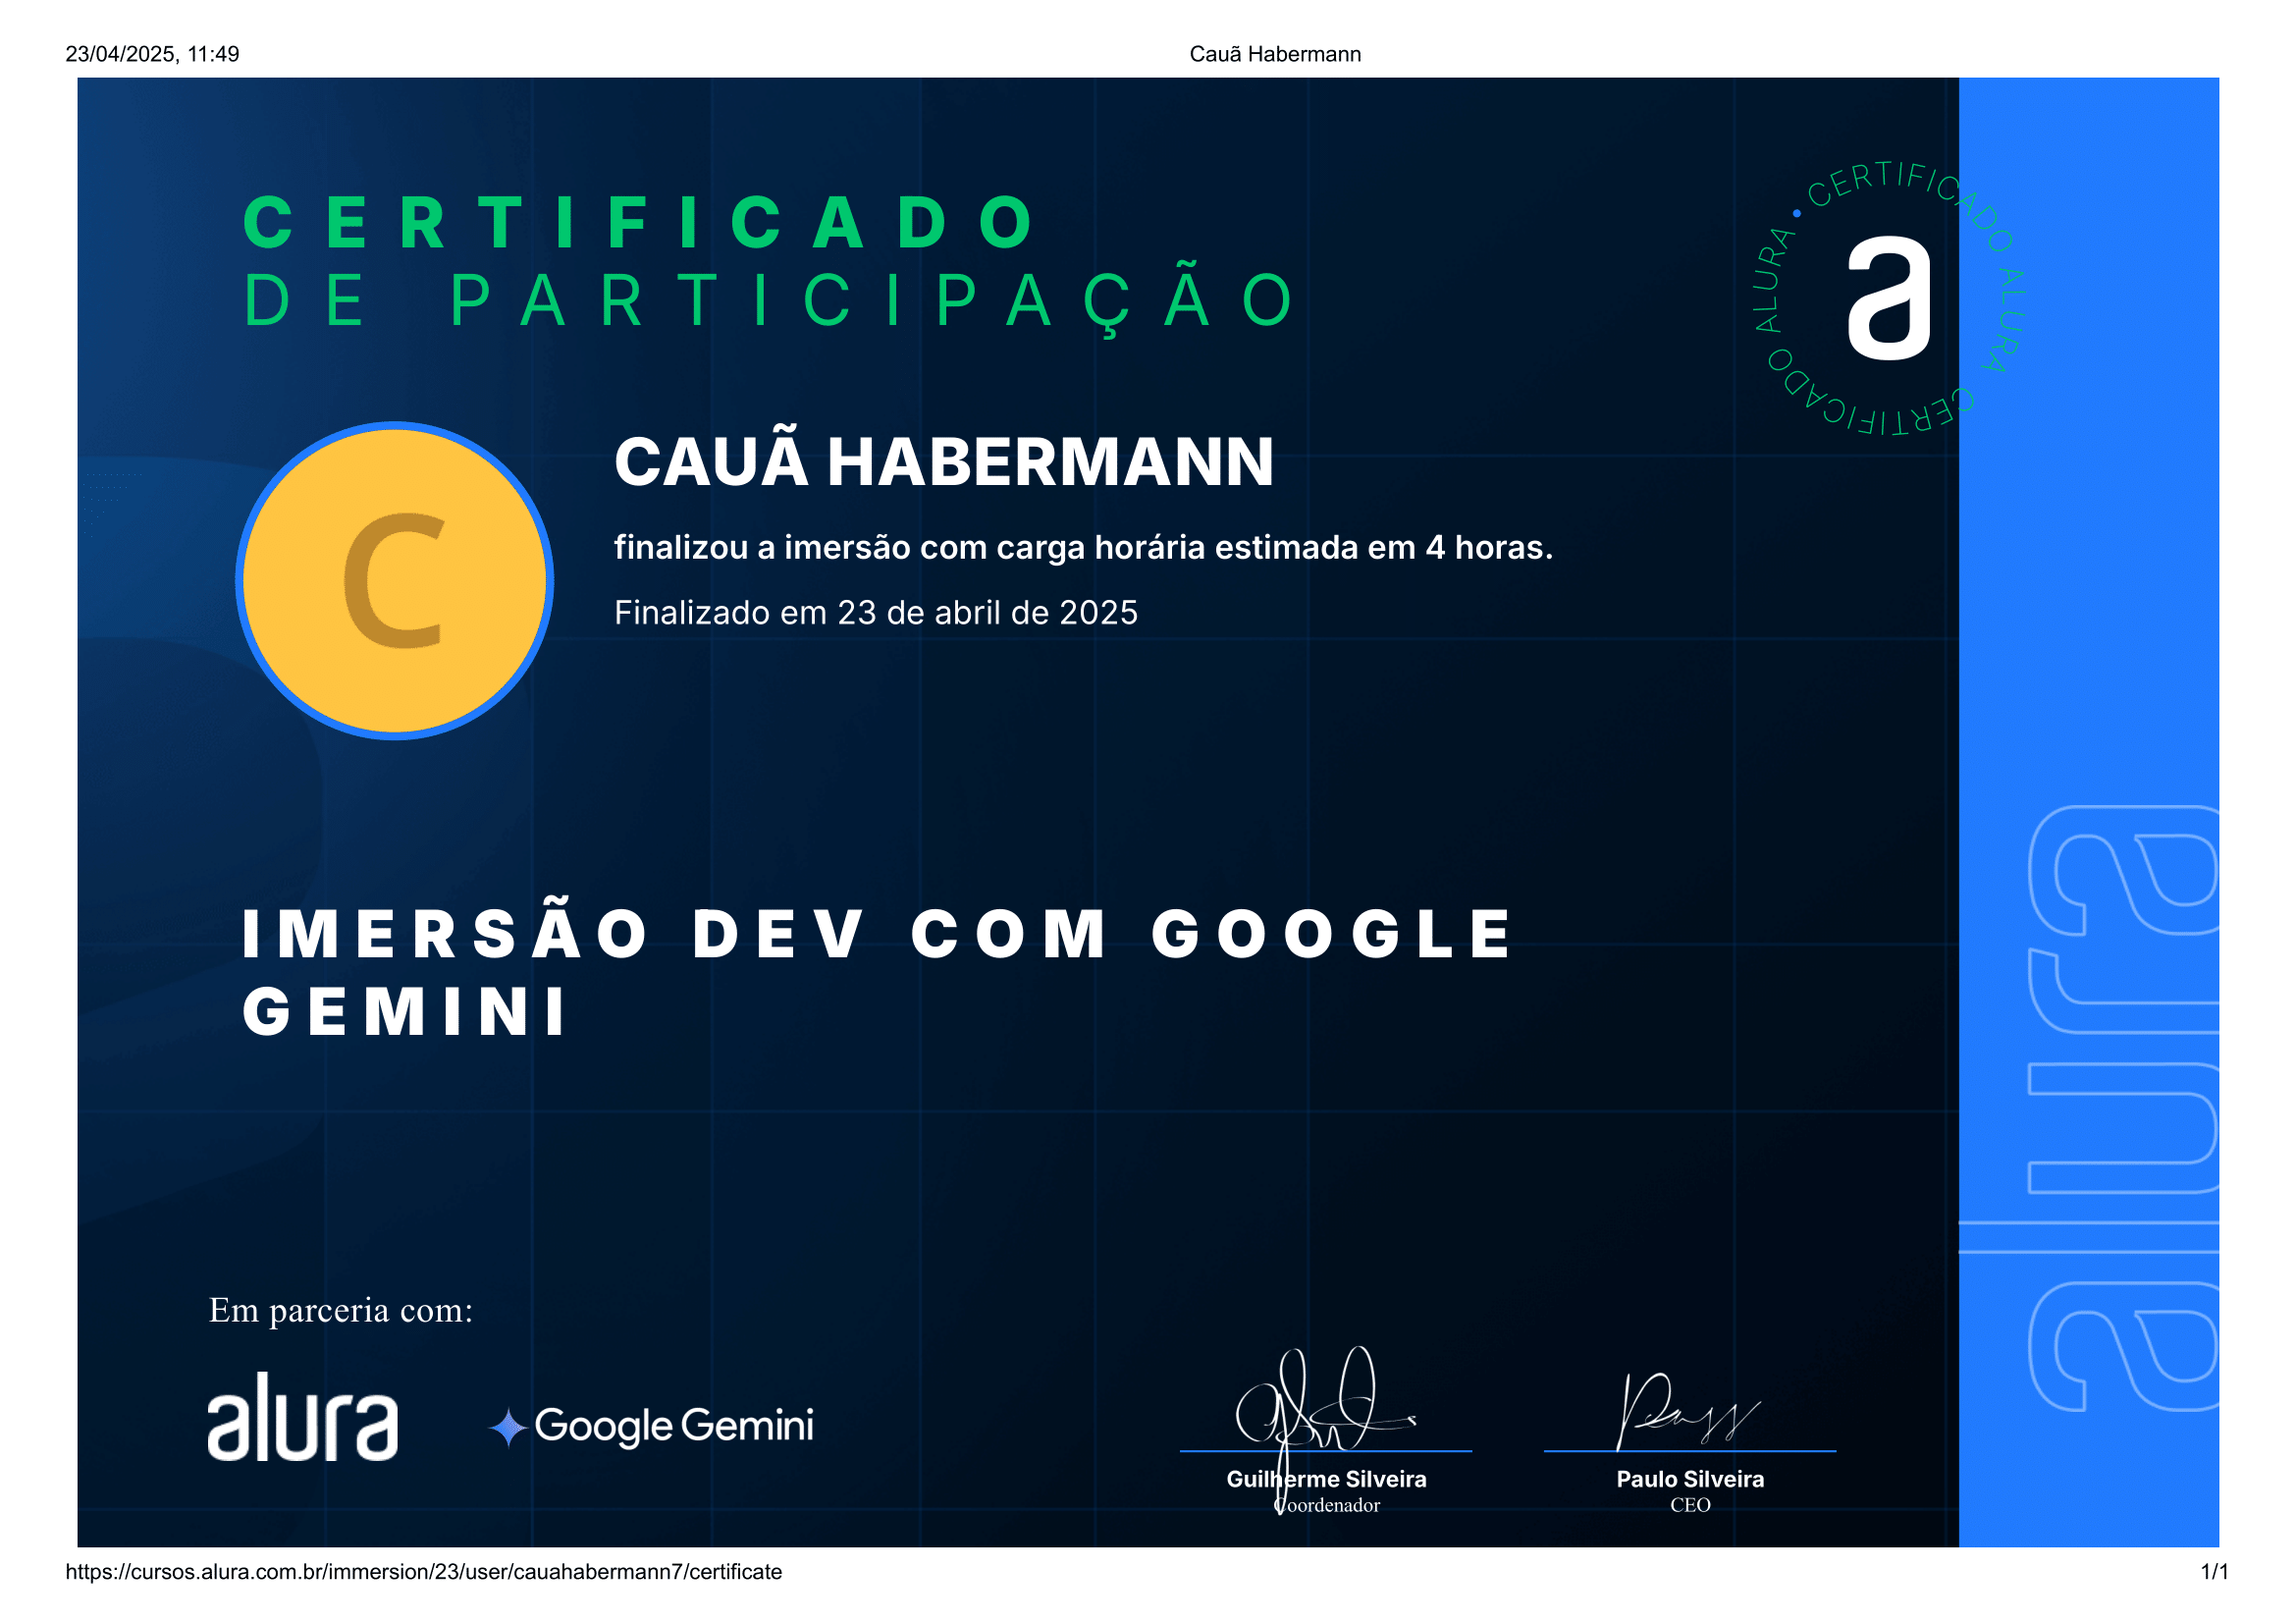 23/04/2025, 11:49
Cauã Habermann
CERTIFICADO
DE PARTICIPAÇÃO
CERTIFICADO ALURA CERTIFICADO ALURA •
a
CAUÃ HABERMANN
finalizou a imersão com carga horária estimada em 4 horas.
Finalizado em 23 de abril de 2025
C
IMERSÃO DEV COM GOOGLE
GEMINI
Em parceria com:
alura
Google Gemini
Guilherme Silveira
Coordenador
Paulo Silveira
CEO
alura
https://cursos.alura.com.br/immersion/23/user/cauahabermann7/certificate
1/1